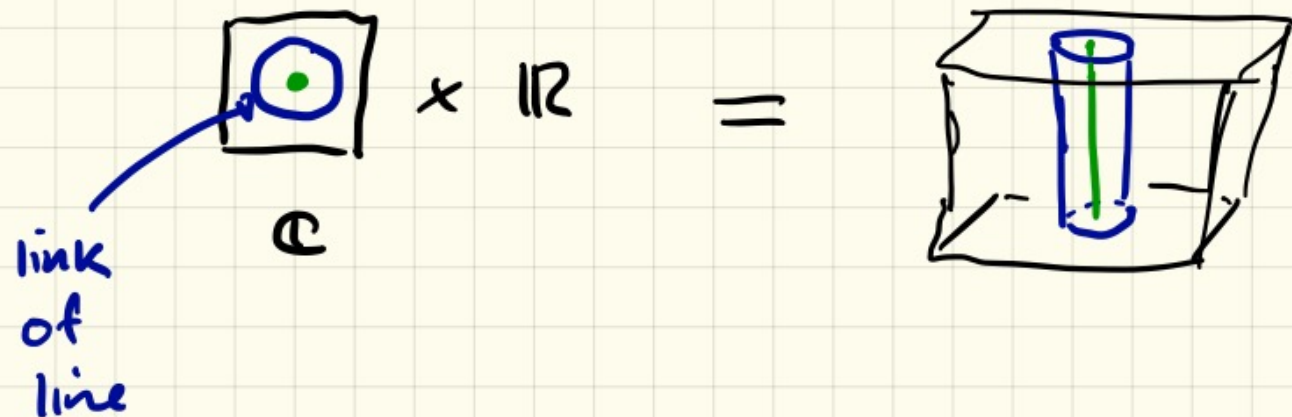 × ℝ =
ℂ
link
of
line